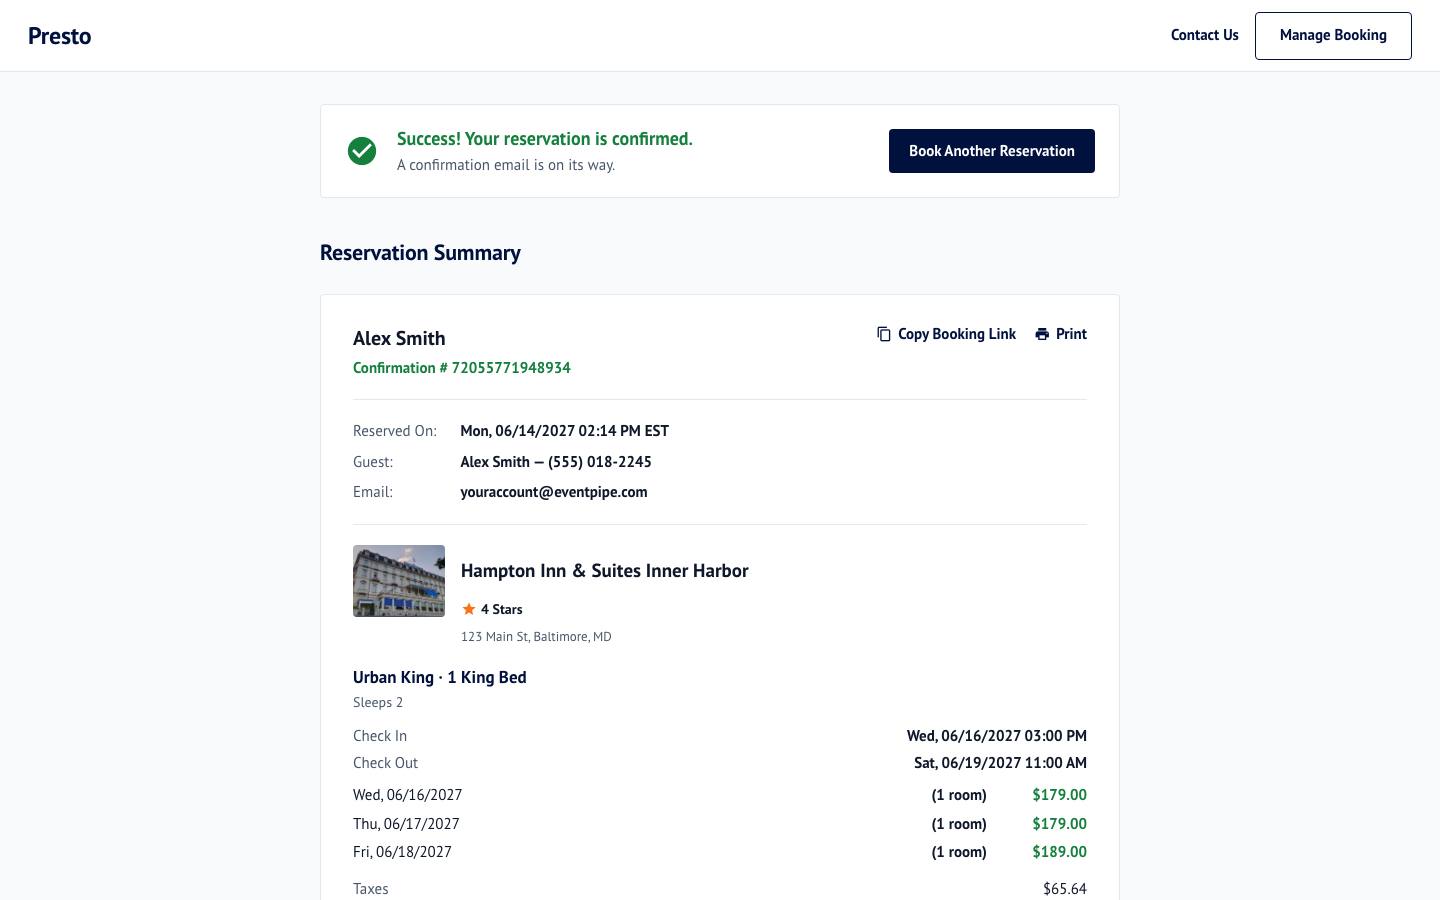 Presto
Contact Us
Manage Booking
Success! Your reservation is confirmed.
A confirmation email is on its way.
Book Another Reservation
Reservation Summary
Alex Smith
Copy Booking Link
Print
Confirmation # 72055771948934
Reserved On: Mon, 06/14/2027 02:14 PM EST
Guest: Alex Smith — (555) 018-2245
Email: youraccount@eventpipe.com
Hampton Inn & Suites Inner Harbor
4 Stars
123 Main St, Baltimore, MD
Urban King · 1 King Bed
Sleeps 2
Check In Wed, 06/16/2027 03:00 PM
Check Out Sat, 06/19/2027 11:00 AM
Wed, 06/16/2027 (1 room) $179.00
Thu, 06/17/2027 (1 room) $179.00
Fri, 06/18/2027 (1 room) $189.00
Taxes $65.64